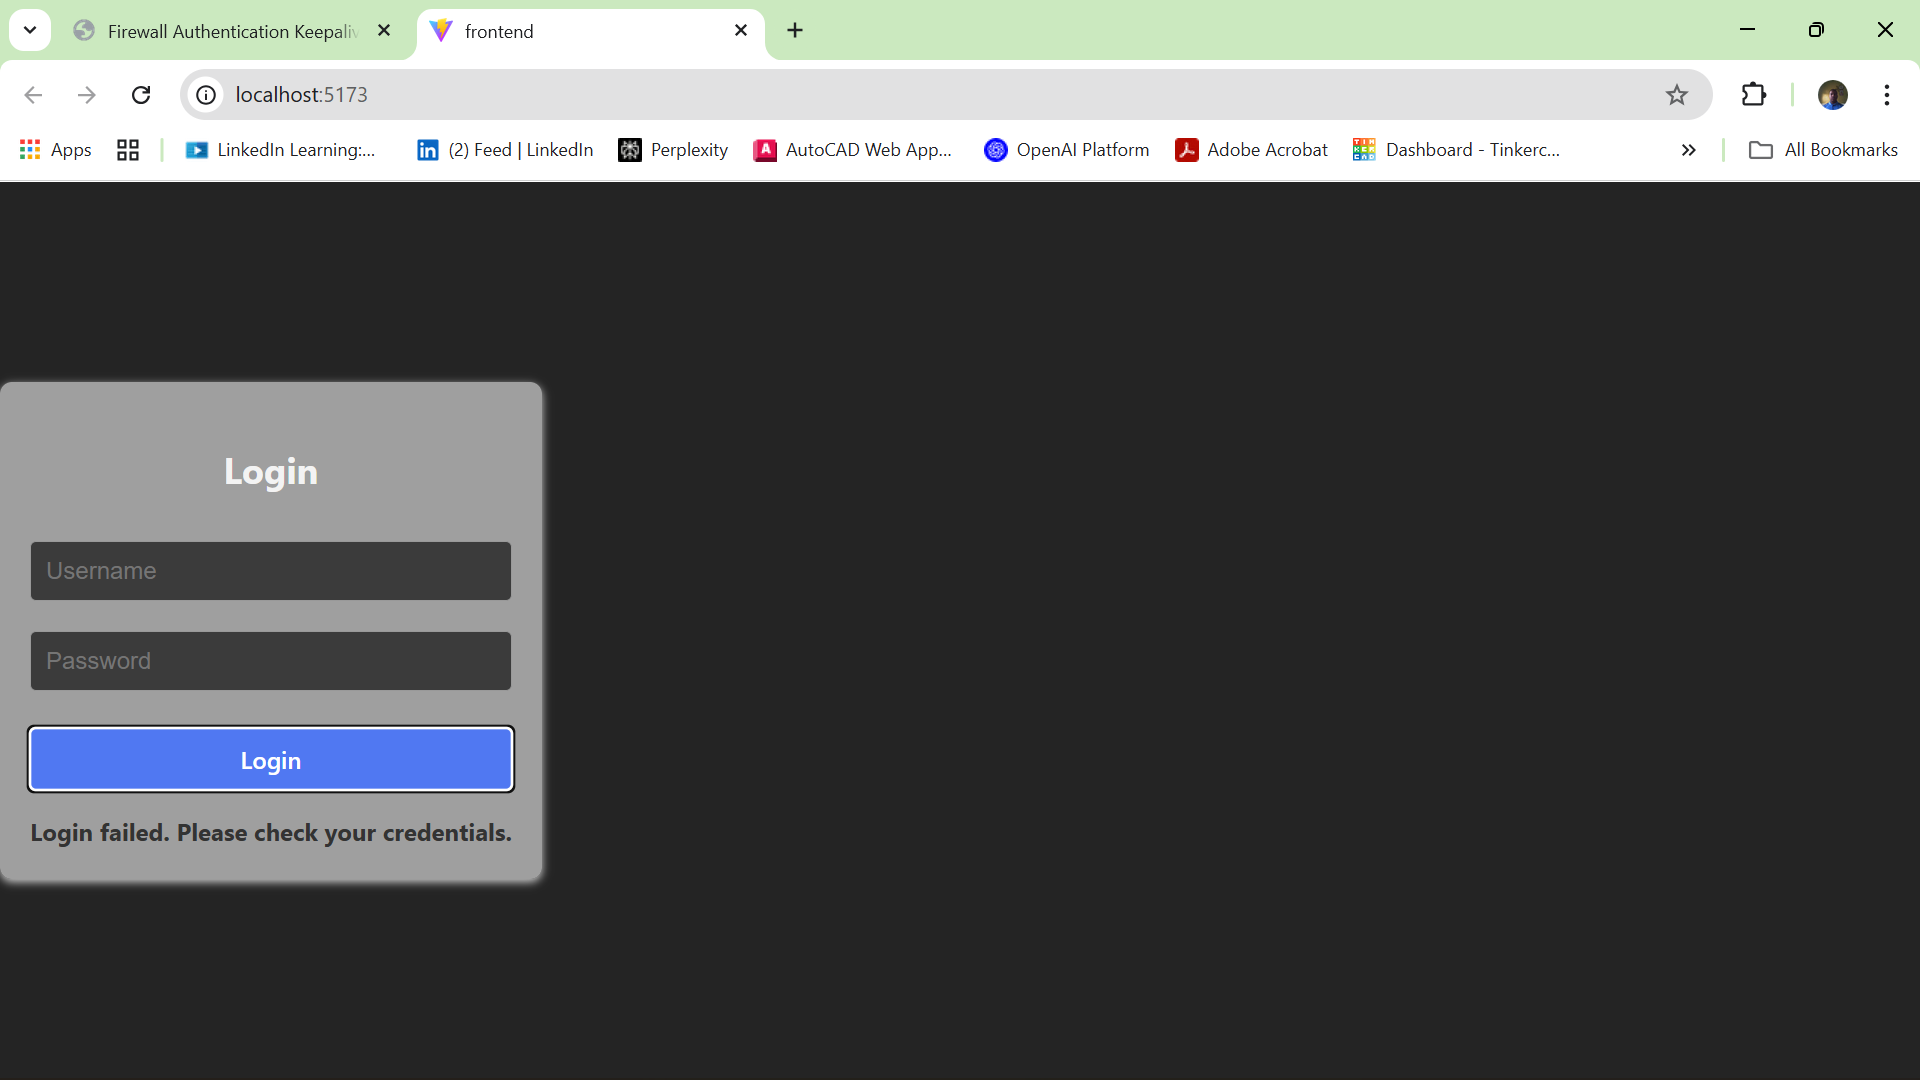 Firewall Authentication Keepaliv
frontend
localhost:5173
Apps
LinkedIn Learning:...
(2) Feed | LinkedIn
Perplexity
AutoCAD Web App...
OpenAI Platform
Adobe Acrobat
Dashboard - Tinkerc...
All Bookmarks
Login
Username
Password
Login
Login failed. Please check your credentials.